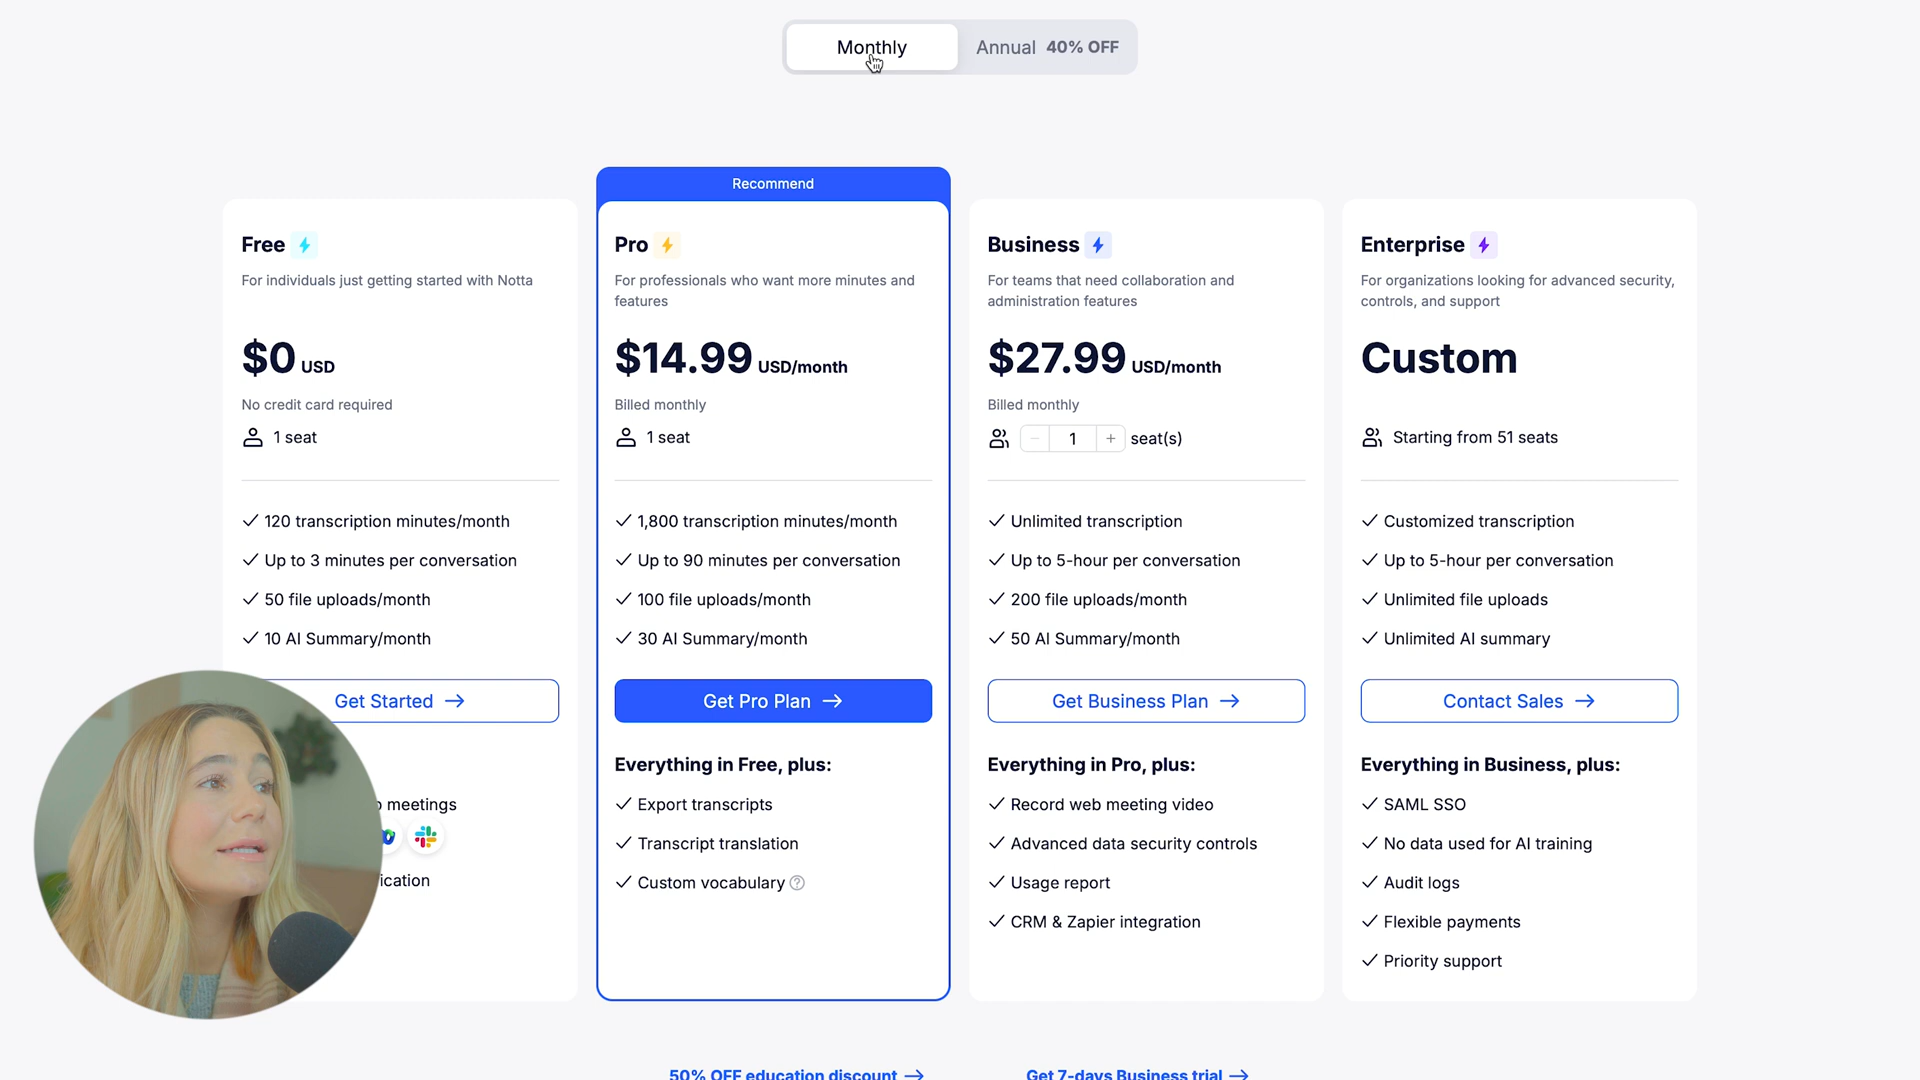 Monthly
Annual 40% OFF
Recommend
Free
For individuals just getting started with Notta
$0 USD
No credit card required
1 seat
120 transcription minutes/month
Up to 3 minutes per conversation
50 file uploads/month
10 AI Summary/month
Get Started →
meetings
Pro
For professionals who want more minutes and
features
$14.99 USD/month
Billed monthly
1 seat
1,800 transcription minutes/month
Up to 90 minutes per conversation
100 file uploads/month
30 AI Summary/month
Get Pro Plan →
Everything in Free, plus:
Export transcripts
Transcript translation
Custom vocabulary ?
Business
For teams that need collaboration and
administration features
$27.99 USD/month
Billed monthly
− 1 + seat(s)
Unlimited transcription
Up to 5-hour per conversation
200 file uploads/month
50 AI Summary/month
Get Business Plan →
Everything in Pro, plus:
Record web meeting video
Advanced data security controls
Usage report
CRM & Zapier integration
Enterprise
For organizations looking for advanced security,
controls, and support
Custom
Starting from 51 seats
Customized transcription
Up to 5-hour per conversation
Unlimited file uploads
Unlimited AI summary
Contact Sales →
Everything in Business, plus:
SAML SSO
No data used for AI training
Audit logs
Flexible payments
Priority support
50% OFF education discount →
Get 7-days Business trial →